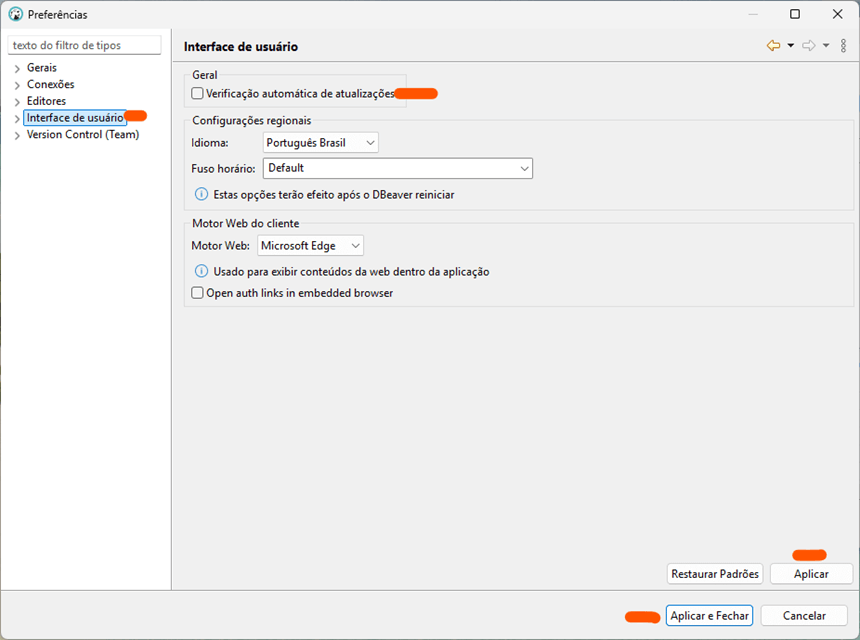 Preferências
texto do filtro de tipos
Gerais
Conexões
Editores
Interface de usuário
Version Control (Team)
Interface de usuário
Geral
Verificação automática de atualizações
Configurações regionais
Idioma: Português Brasil
Fuso horário: Default
Estas opções terão efeito após o DBeaver reiniciar
Motor Web do cliente
Motor Web: Microsoft Edge
Usado para exibir conteúdos da web dentro da aplicação
Open auth links in embedded browser
Restaurar Padrões Aplicar
Aplicar e Fechar Cancelar